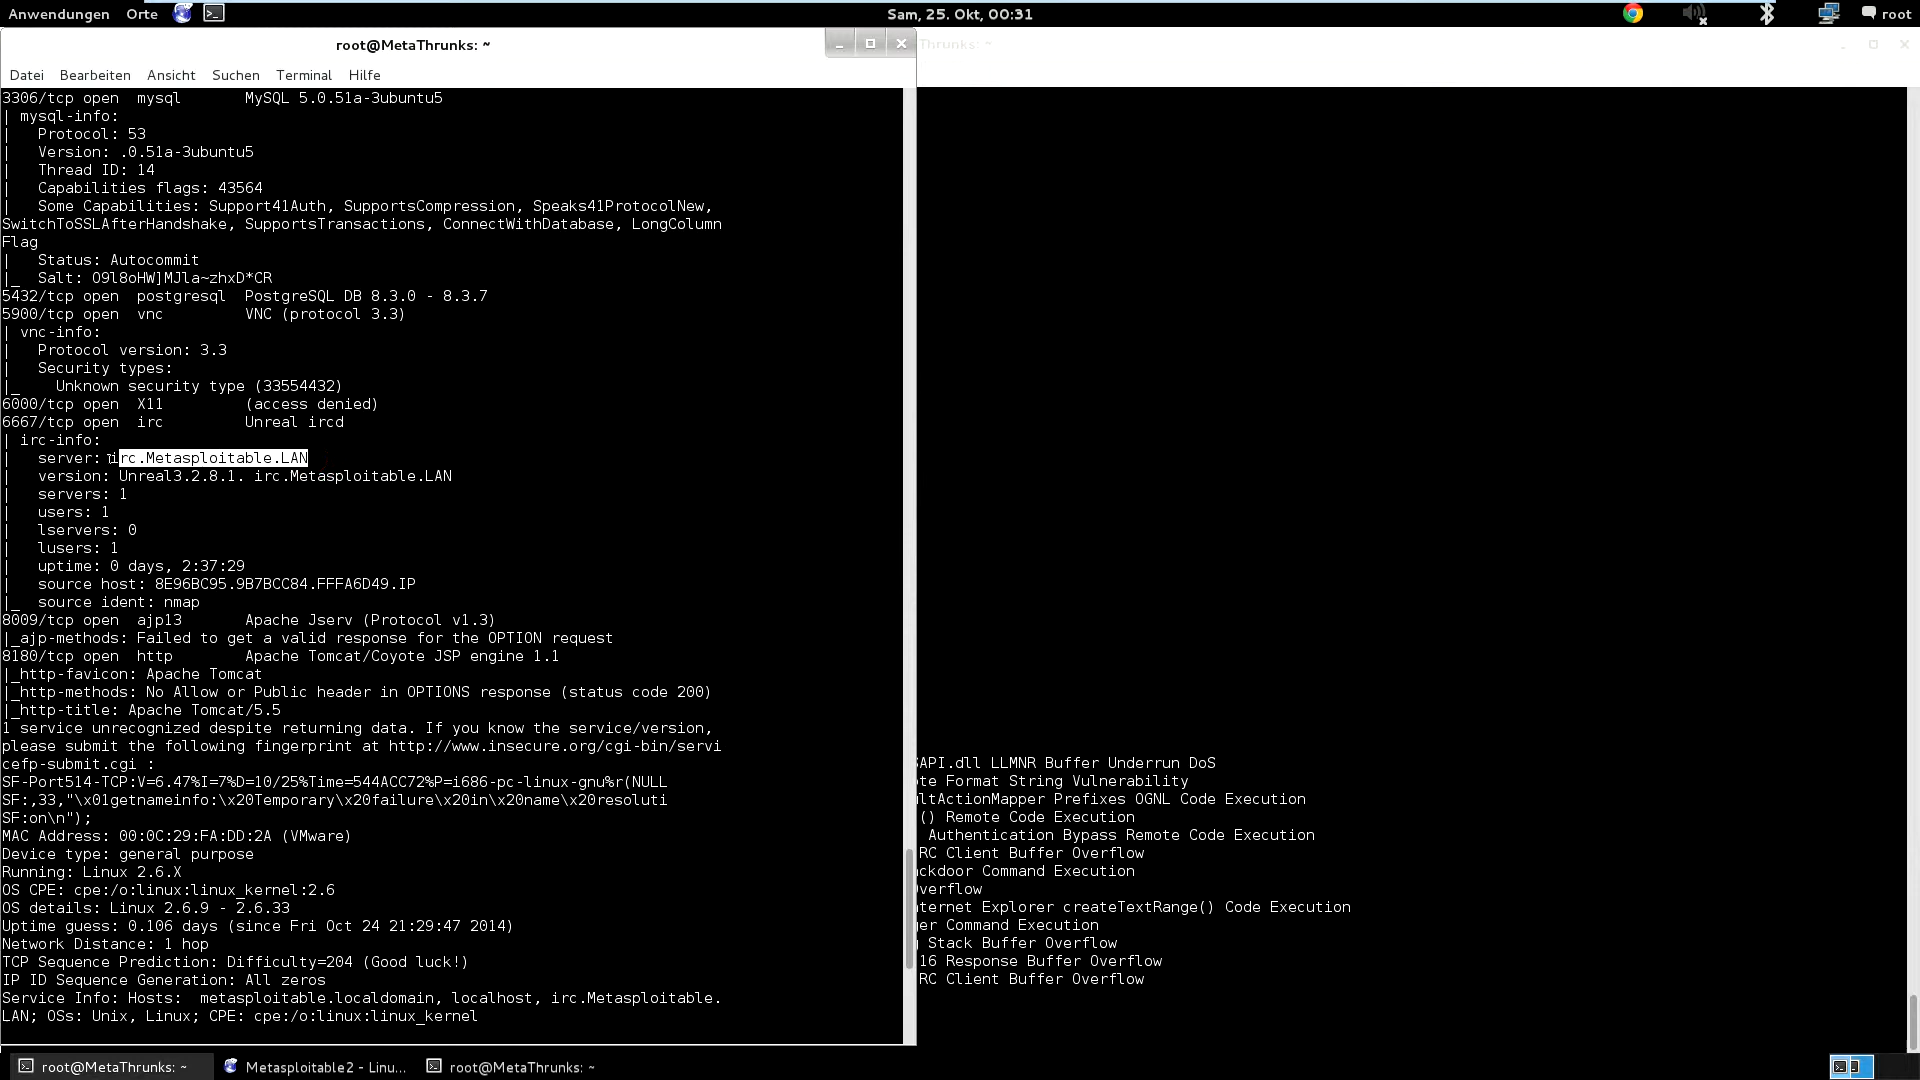 Anwendungen Orte Sam, 25. Okt, 00:31 root
root@MetaThrunks: ~
Thrunks: ~
Datei Bearbeiten Ansicht Suchen Terminal Hilfe
3306/tcp open  mysql       MySQL 5.0.51a-3ubuntu5
| mysql-info:
|   Protocol: 53
|   Version: .0.51a-3ubuntu5
|   Thread ID: 14
|   Capabilities flags: 43564
|   Some Capabilities: Support41Auth, SupportsCompression, Speaks41ProtocolNew,
SwitchToSSLAfterHandshake, SupportsTransactions, ConnectWithDatabase, LongColumn
Flag
|   Status: Autocommit
|_  Salt: O9l8oHW]MJla~zhxD*CR
5432/tcp open  postgresql  PostgreSQL DB 8.3.0 - 8.3.7
5900/tcp open  vnc         VNC (protocol 3.3)
| vnc-info:
|   Protocol version: 3.3
|   Security types:
|_    Unknown security type (33554432)
6000/tcp open  X11         (access denied)
6667/tcp open  irc         Unreal ircd
| irc-info:
|   server: irc.Metasploitable.LAN
|   version: Unreal3.2.8.1. irc.Metasploitable.LAN
|   servers: 1
|   users: 1
|   lservers: 0
|   lusers: 1
|   uptime: 0 days, 2:37:29
|   source host: 8E96BC95.9B7BCC84.FFFA6D49.IP
|_  source ident: nmap
8009/tcp open  ajp13       Apache Jserv (Protocol v1.3)
|_ajp-methods: Failed to get a valid response for the OPTION request
8180/tcp open  http        Apache Tomcat/Coyote JSP engine 1.1
|_http-favicon: Apache Tomcat
|_http-methods: No Allow or Public header in OPTIONS response (status code 200)
|_http-title: Apache Tomcat/5.5
1 service unrecognized despite returning data. If you know the service/version,
please submit the following fingerprint at http://www.insecure.org/cgi-bin/servi
cefp-submit.cgi :
SF-Port514-TCP:V=6.47%I=7%D=10/25%Time=544ACC72%P=i686-pc-linux-gnu%r(NULL
SF:,33,"\x01getnameinfo:\x20Temporary\x20failure\x20in\x20name\x20resoluti
SF:on\n");
MAC Address: 00:0C:29:FA:DD:2A (VMware)
Device type: general purpose
Running: Linux 2.6.X
OS CPE: cpe:/o:linux:linux_kernel:2.6
OS details: Linux 2.6.9 - 2.6.33
Uptime guess: 0.106 days (since Fri Oct 24 21:29:47 2014)
Network Distance: 1 hop
TCP Sequence Prediction: Difficulty=204 (Good luck!)
IP ID Sequence Generation: All zeros
Service Info: Hosts:  metasploitable.localdomain, localhost, irc.Metasploitable.
LAN; OSs: Unix, Linux; CPE: cpe:/o:linux:linux_kernel
SAPI.dll LLMNR Buffer Underrun DoS
te Format String Vulnerability
ltActionMapper Prefixes OGNL Code Execution
() Remote Code Execution
Authentication Bypass Remote Code Execution
RC Client Buffer Overflow
ckdoor Command Execution
verflow
ternet Explorer createTextRange() Code Execution
ger Command Execution
g Stack Buffer Overflow
16 Response Buffer Overflow
RC Client Buffer Overflow
root@MetaThrunks: ~ Metasploitable2 - Linu... root@MetaThrunks: ~